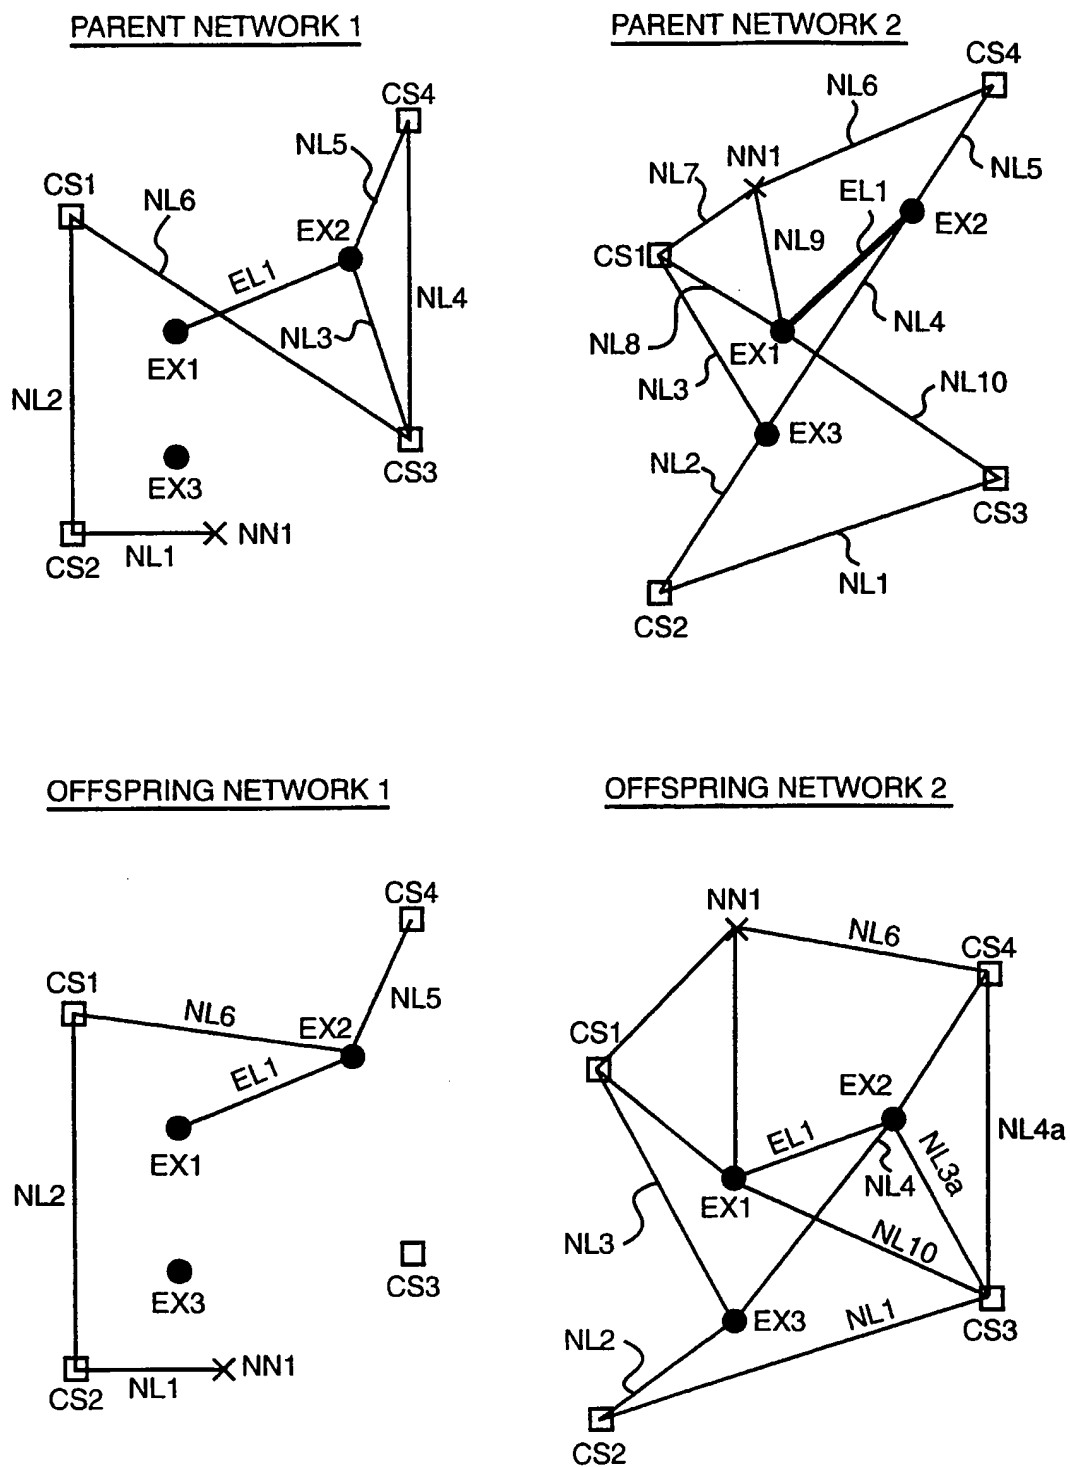 PARENT NETWORK 1
CS4
NL5
CS1
NL6
EX2
EL1
NL4
NL3
EX1
NL2
CS3
EX3
NN1
NL1
CS2
PARENT NETWORK 2
CS4
NL6
NN1
NL5
NL7
EL1
EX2
NL9
CS1
NL4
NL8
EX1
NL3
NL10
EX3
NL2
CS3
NL1
CS2
OFFSPRING NETWORK 1
CS4
CS1
NL5
NL6
EX2
EL1
EX1
NL2
CS3
EX3
NN1
NL1
CS2
OFFSPRING NETWORK 2
NN1
NL6
CS4
CS1
EX2
EL1
NL4a
NL3a
NL4
EX1
NL3
NL10
NL1
EX3
CS3
NL2
CS2